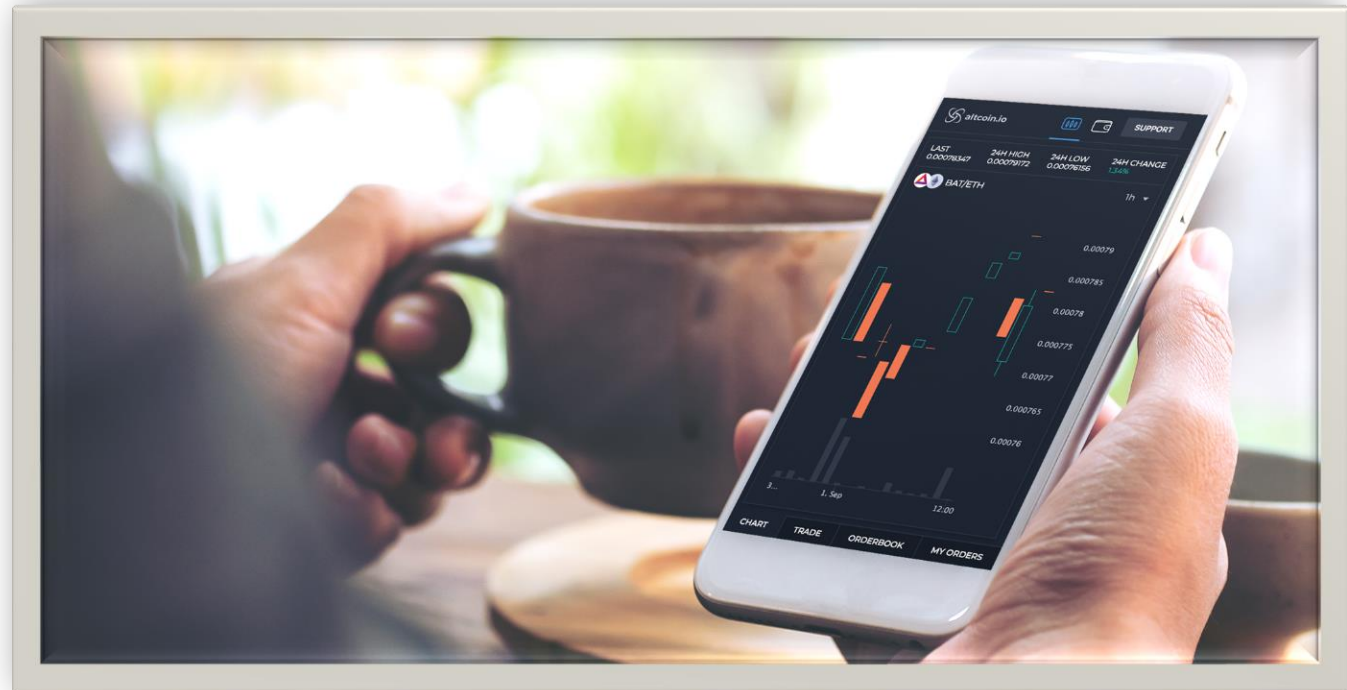 altcoin.io
SUPPORT
LAST 24H HIGH 24H LOW 24H CHANGE
0.00078347 0.00079172 0.00076156 1.34%
BAT/ETH
1h
0.00079
0.000785
0.00078
0.000775
0.00077
0.000765
0.00076
3... 1. Sep 12:00
CHART TRADE ORDERBOOK MY ORDERS